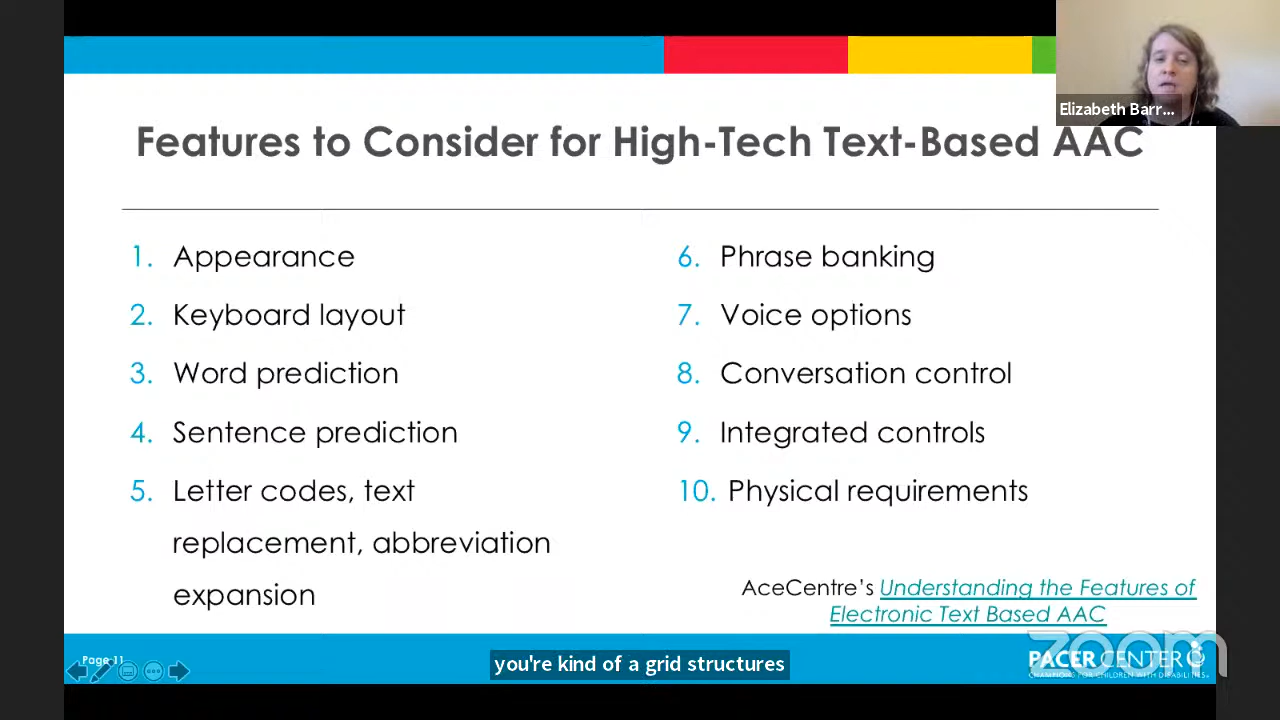 Elizabeth Barr...
Features to Consider for High-Tech Text-Based AAC
1. Appearance
2. Keyboard layout
3. Word prediction
4. Sentence prediction
5. Letter codes, text
replacement, abbreviation
expansion
6. Phrase banking
7. Voice options
8. Conversation control
9. Integrated controls
10. Physical requirements
AceCentre's Understanding the Features of
Electronic Text Based AAC
Page 11
you're kind of a grid structures
zoom
PACER CENTER
CHAMPIONS FOR CHILDREN WITH DISABILITIES